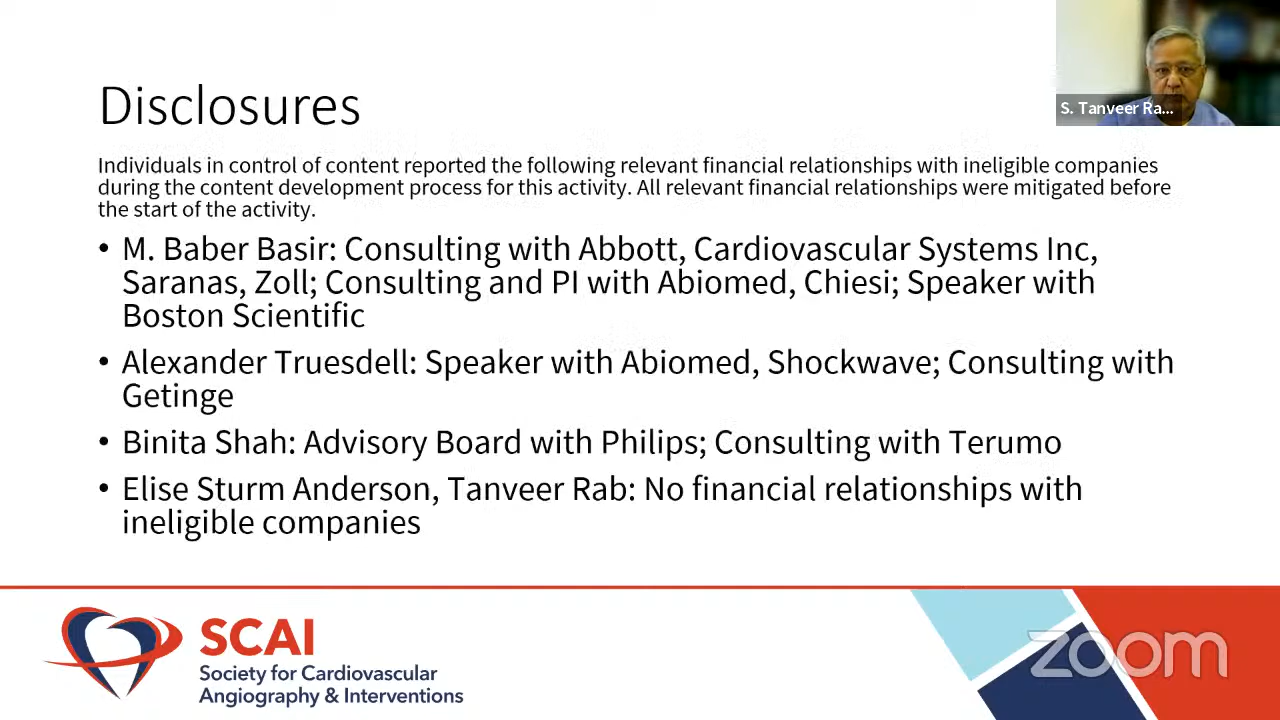 Disclosures
S. Tanveer Ra...
Individuals in control of content reported the following relevant financial relationships with ineligible companies
during the content development process for this activity. All relevant financial relationships were mitigated before
the start of the activity.
• M. Baber Basir: Consulting with Abbott, Cardiovascular Systems Inc,
Saranas, Zoll; Consulting and PI with Abiomed, Chiesi; Speaker with
Boston Scientific
• Alexander Truesdell: Speaker with Abiomed, Shockwave; Consulting with
Getinge
• Binita Shah: Advisory Board with Philips; Consulting with Terumo
• Elise Sturm Anderson, Tanveer Rab: No financial relationships with
ineligible companies
SCAI
Society for Cardiovascular
Angiography & Interventions
zoom